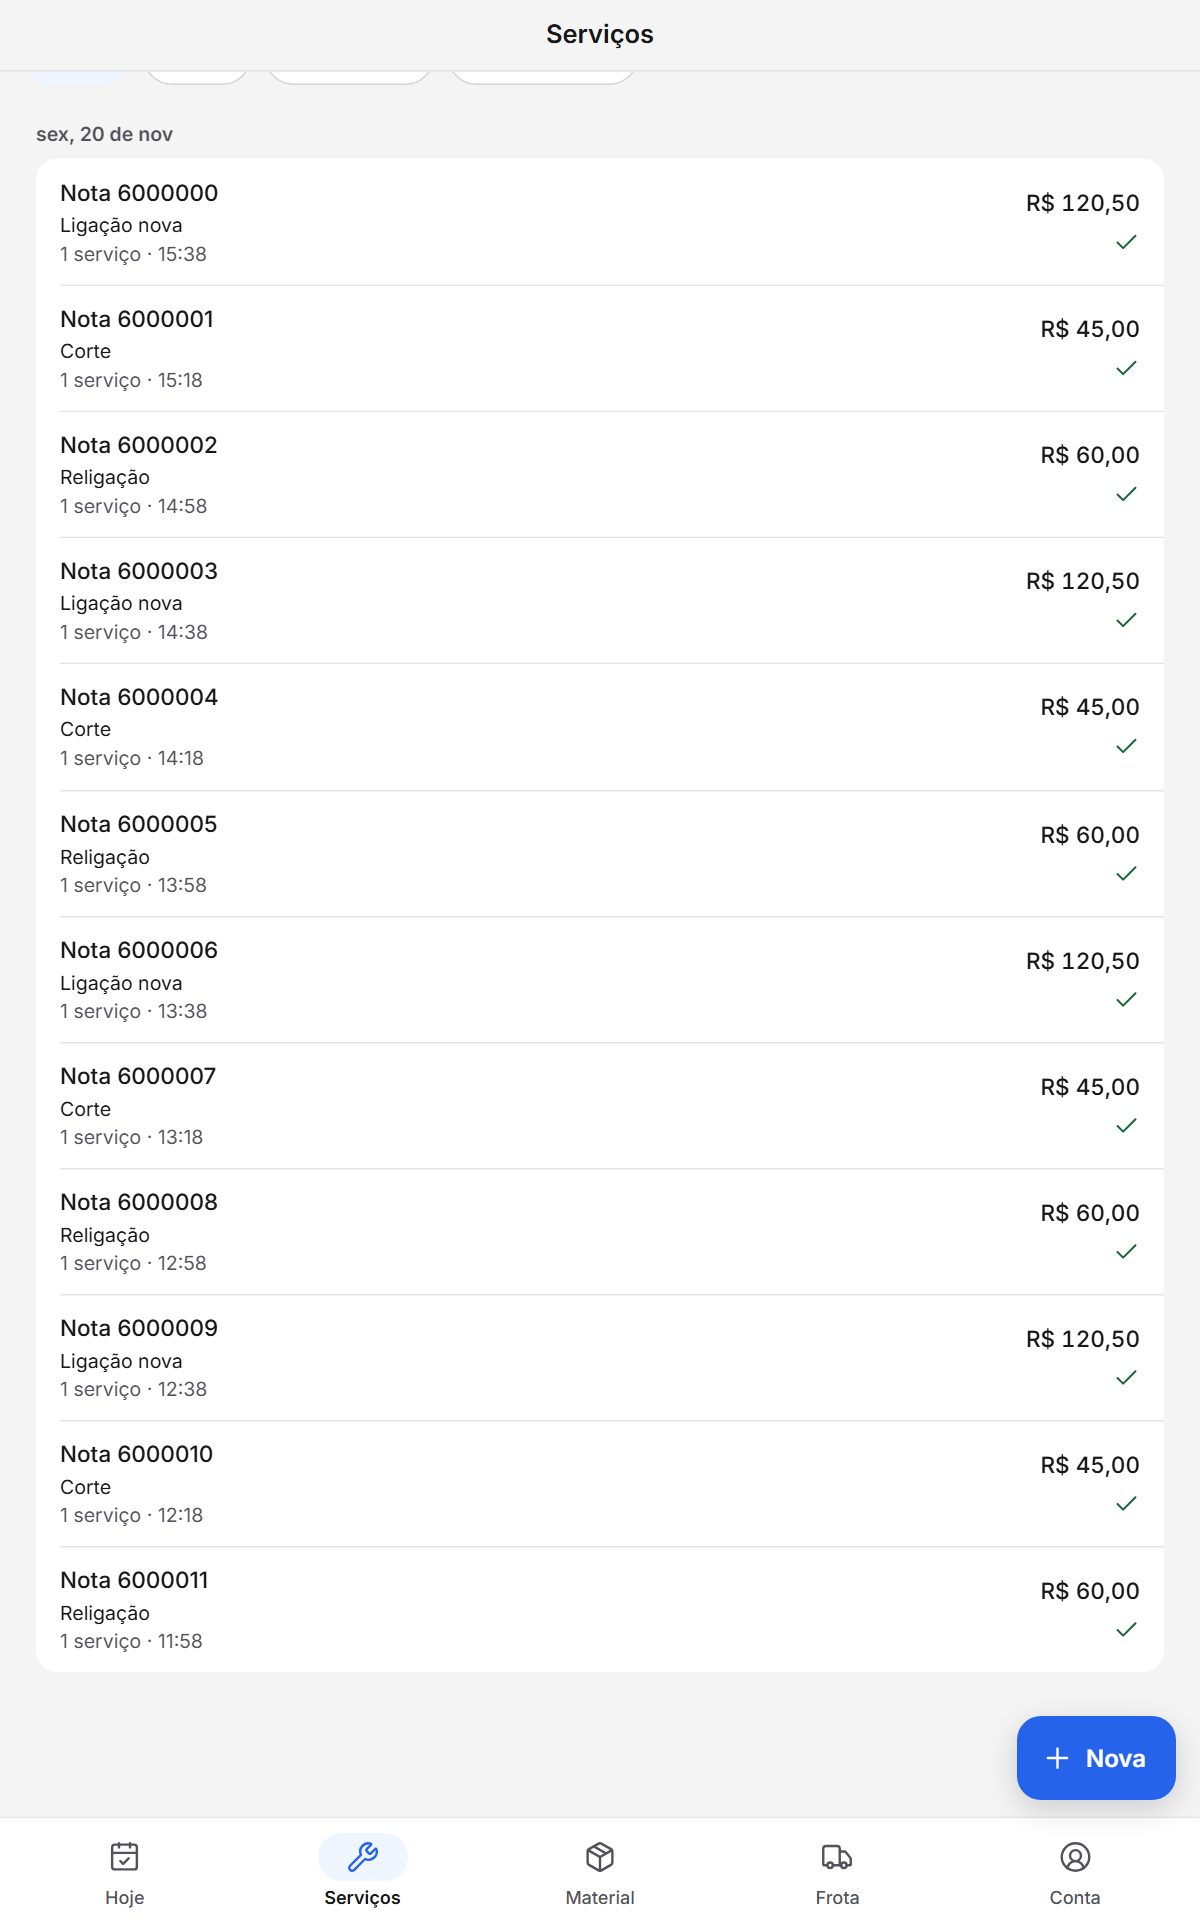 Serviços
sex, 20 de nov
Nota 6000000
R$ 120,50
Ligação nova
1 serviço · 15:38
Nota 6000001
R$ 45,00
Corte
1 serviço · 15:18
Nota 6000002
R$ 60,00
Religação
1 serviço · 14:58
Nota 6000003
R$ 120,50
Ligação nova
1 serviço · 14:38
Nota 6000004
R$ 45,00
Corte
1 serviço · 14:18
Nota 6000005
R$ 60,00
Religação
1 serviço · 13:58
Nota 6000006
R$ 120,50
Ligação nova
1 serviço · 13:38
Nota 6000007
R$ 45,00
Corte
1 serviço · 13:18
Nota 6000008
R$ 60,00
Religação
1 serviço · 12:58
Nota 6000009
R$ 120,50
Ligação nova
1 serviço · 12:38
Nota 6000010
R$ 45,00
Corte
1 serviço · 12:18
Nota 6000011
R$ 60,00
Religação
1 serviço · 11:58
Nova
Hoje
Serviços
Material
Frota
Conta